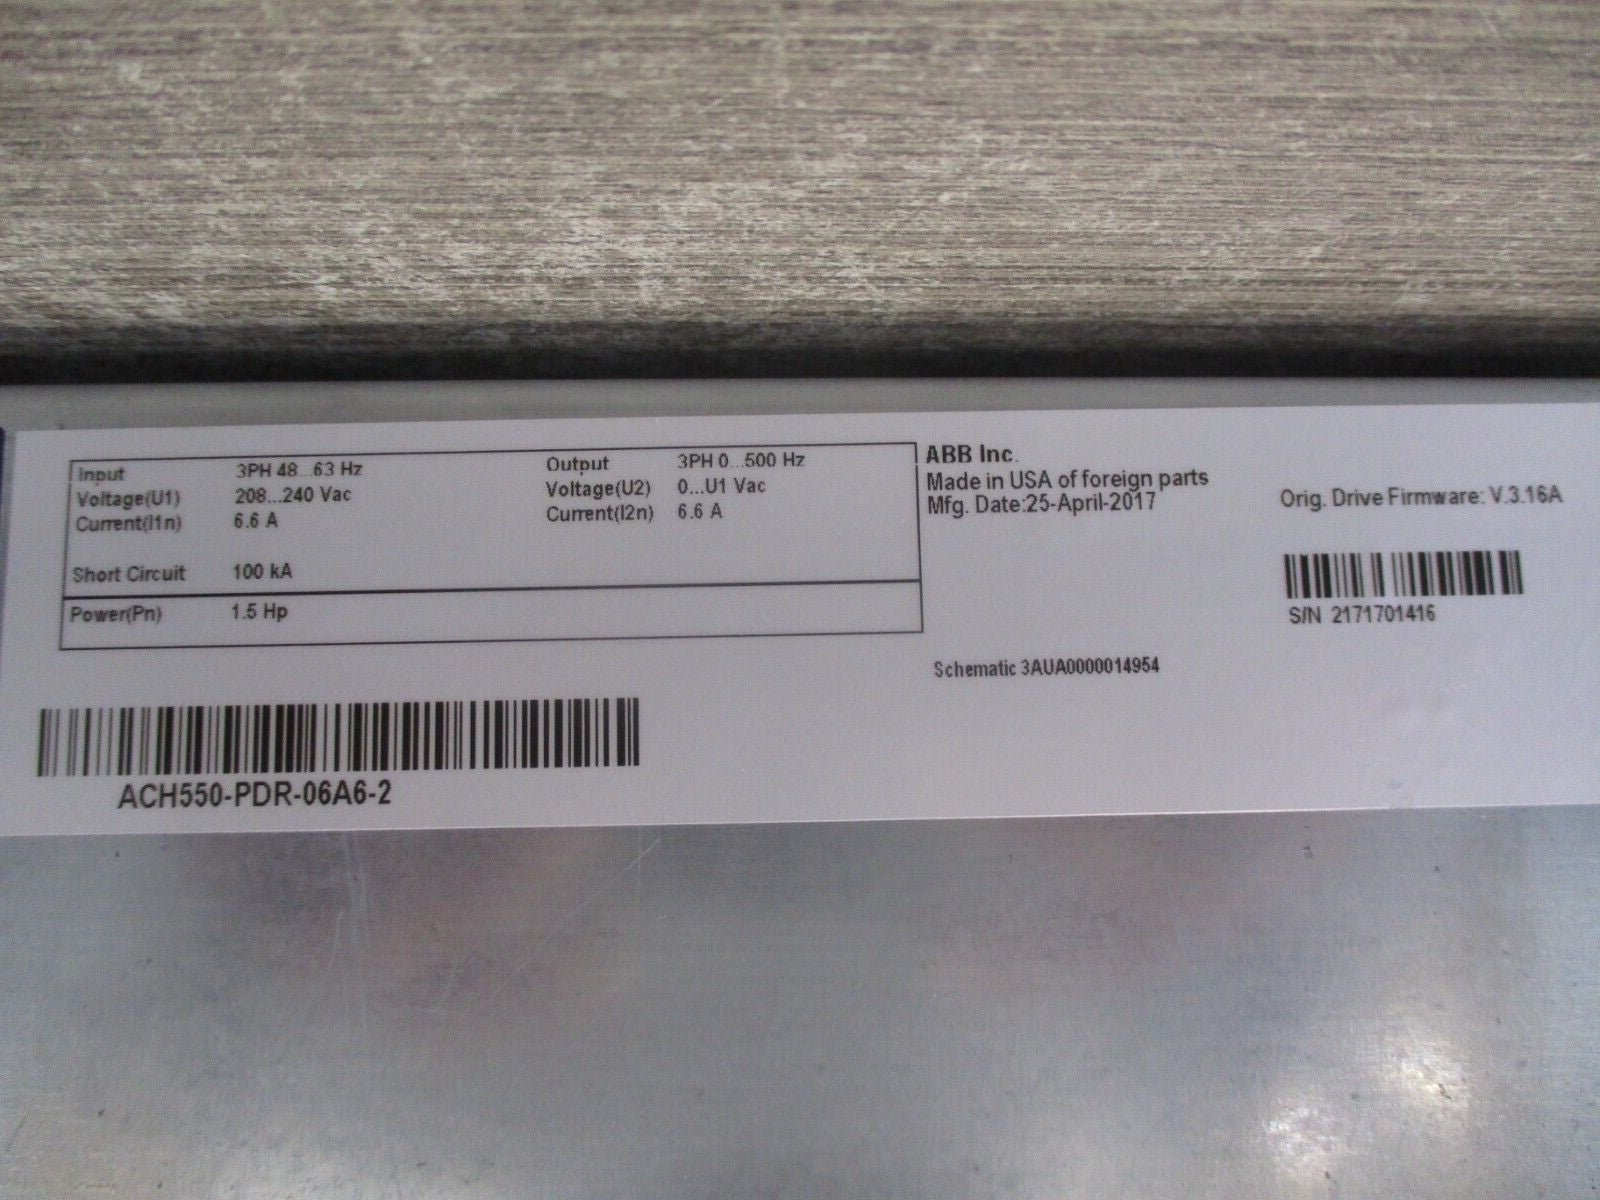 Input 3PH 48...63 Hz Output 3PH 0...500 Hz
Voltage(U1) 208...240 Vac Voltage(U2) 0...U1 Vac
Current(I1n) 6.6 A Current(I2n) 6.6 A
Short Circuit 100 kA
Power(Pn) 1.5 Hp
ABB Inc.
Made in USA of foreign parts
Mfg. Date:25-April-2017
Orig. Drive Firmware: V.3.16A
S/N 2171701416
Schematic 3AUA0000014954
ACH550-PDR-06A6-2